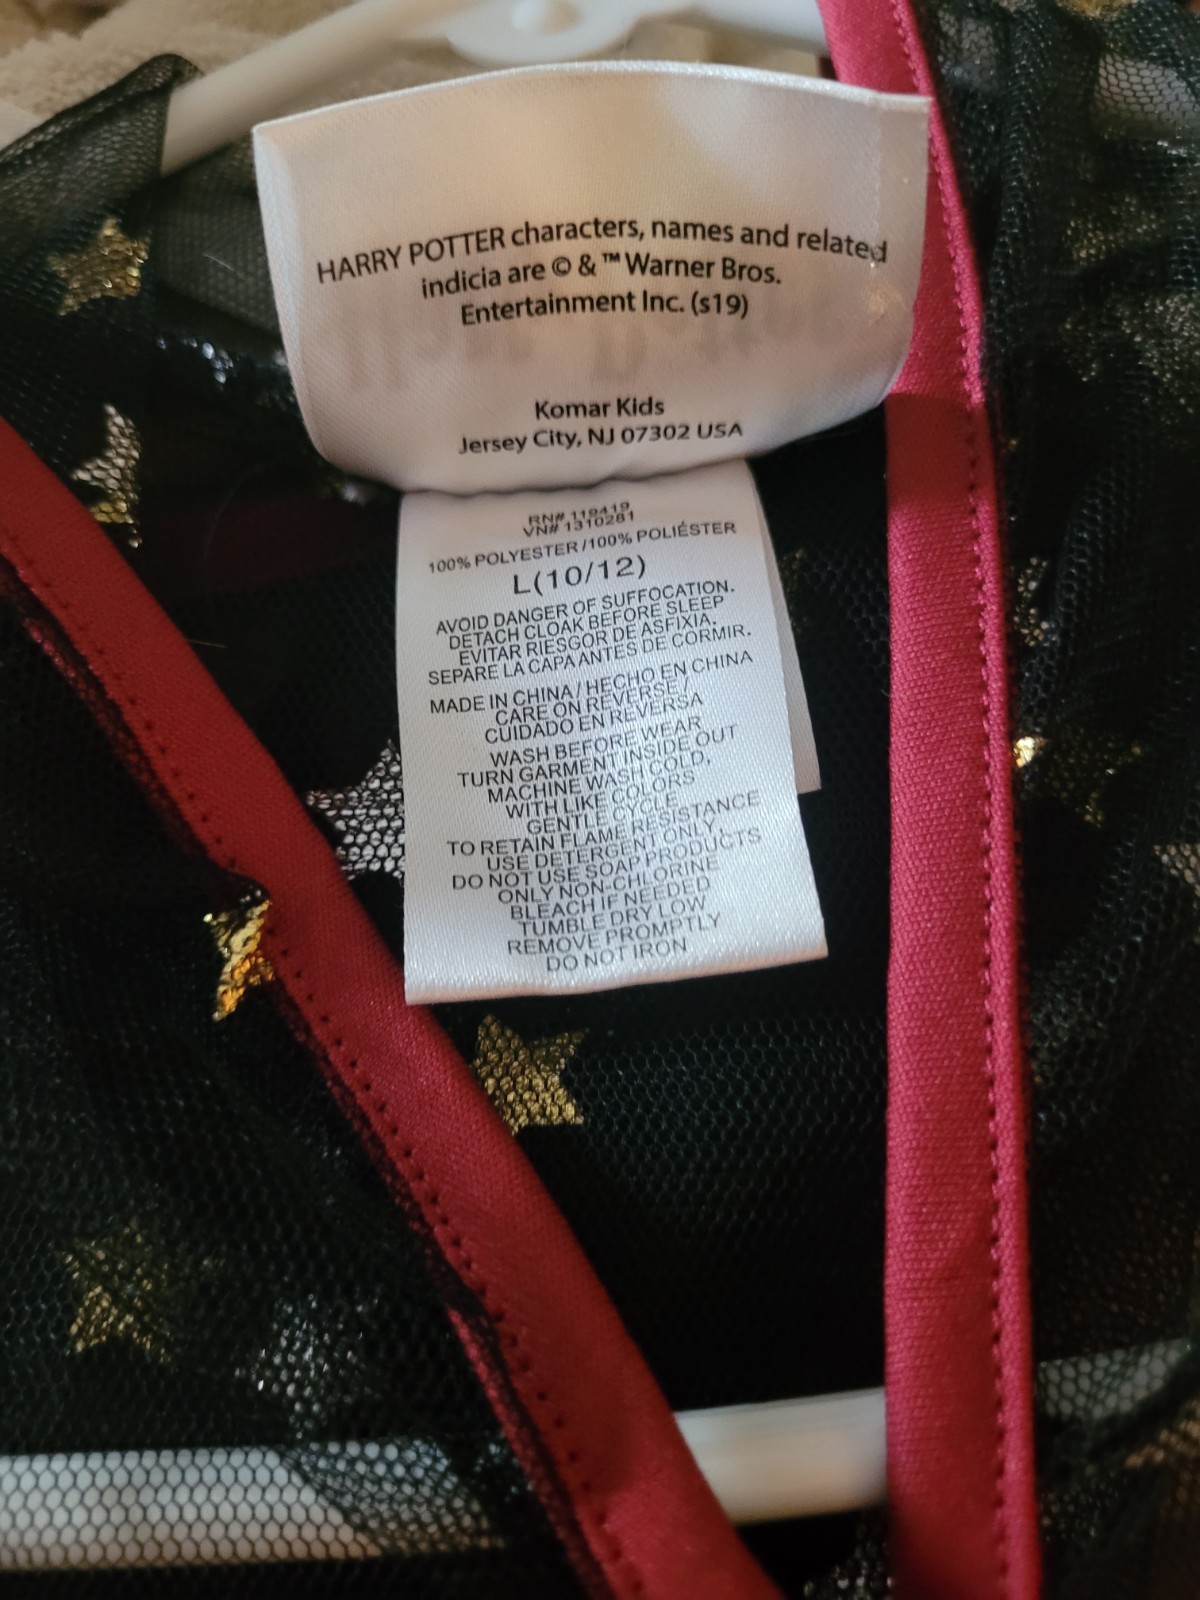 HARRY POTTER characters, names and related
indicia are © & ™ Warner Bros.
Entertainment Inc. (s19)
Komar Kids
Jersey City, NJ 07302 USA
RN# 119419
VN# 1310281
100% POLYESTER /100% POLIÉSTER
L(10/12)
AVOID DANGER OF SUFFOCATION.
DETACH CLOAK BEFORE SLEEP
EVITAR RIESGOR DE ASFIXIA.
SEPARE LA CAPA ANTES DE CORMIR.
MADE IN CHINA / HECHO EN CHINA
CARE ON REVERSE /
CUIDADO EN REVERSA
WASH BEFORE WEAR
TURN GARMENT INSIDE OUT
MACHINE WASH COLD,
WITH LIKE COLORS
GENTLE CYCLE
TO RETAIN FLAME RESISTANCE
USE DETERGENT ONLY,
DO NOT USE SOAP PRODUCTS
ONLY NON-CHLORINE
BLEACH IF NEEDED
TUMBLE DRY LOW
REMOVE PROMPTLY
DO NOT IRON